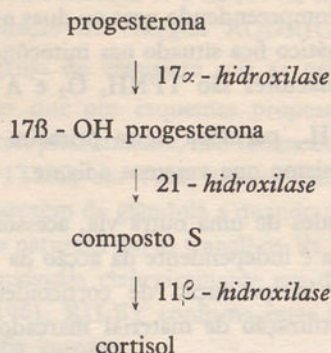 progesterona
↓ 17α - hidroxilase
17ß - OH progesterona
↓ 21 - hidroxilase
composto S
↓ 11β - hidroxilase
cortisol